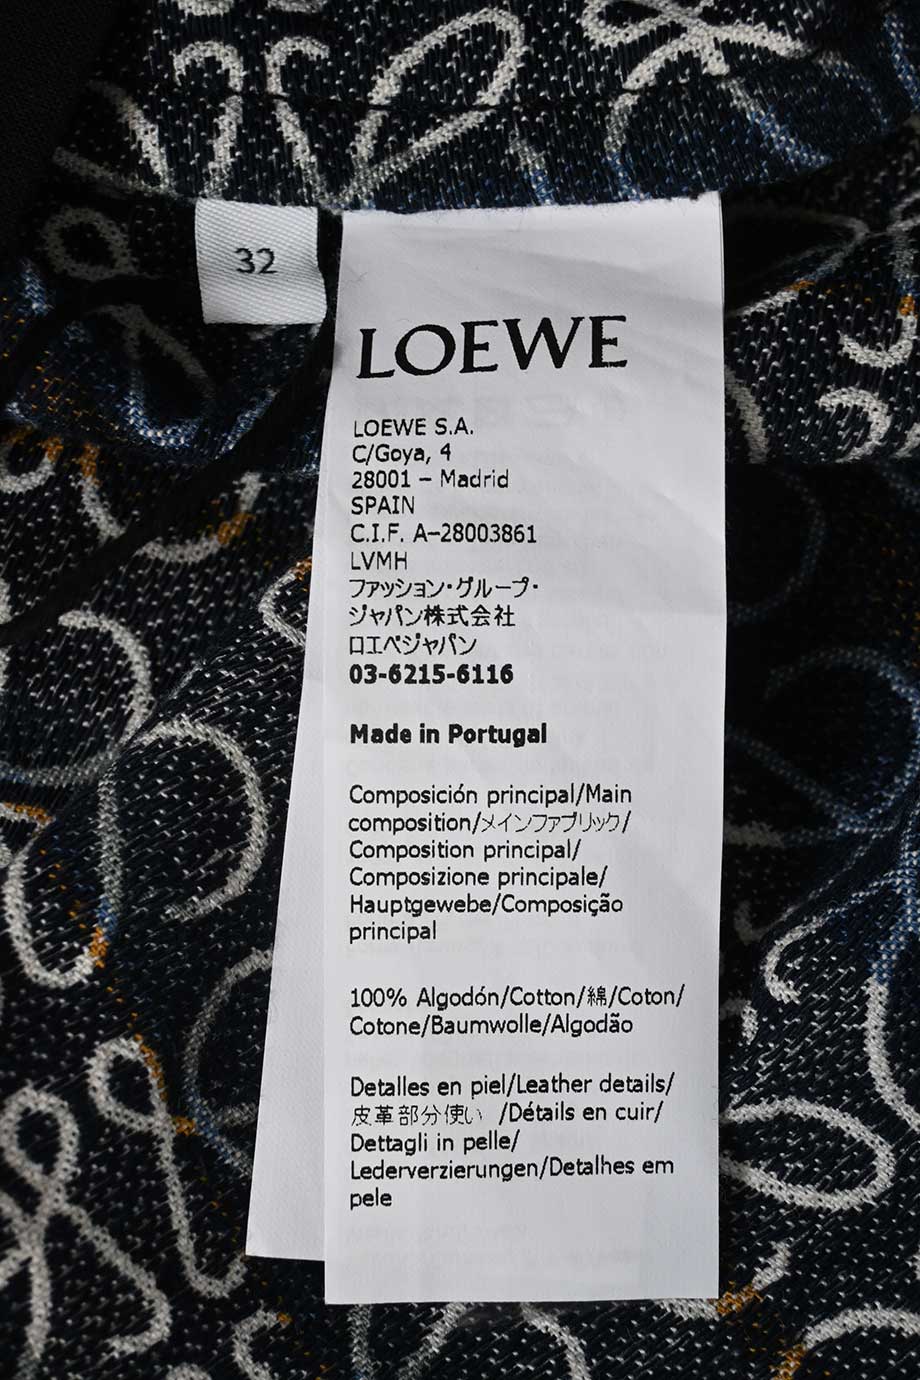 32
LOEWE
LOEWE S.A.
C/Goya, 4
28001 – Madrid
SPAIN
C.I.F. A–28003861
LVMH
ファッション・グループ・
ジャパン株式会社
ロエベジャパン
03-6215-6116
Made in Portugal
Composición principal/Main
composition/メインファブリック/
Composition principal/
Composizione principale/
Hauptgewebe/Composição
principal
100% Algodón/Cotton/綿/Coton/
Cotone/Baumwolle/Algodão
Detalles en piel/Leather details/
皮革部分使い /Détails en cuir/
Dettagli in pelle/
Lederverzierungen/Detalhes em
pele